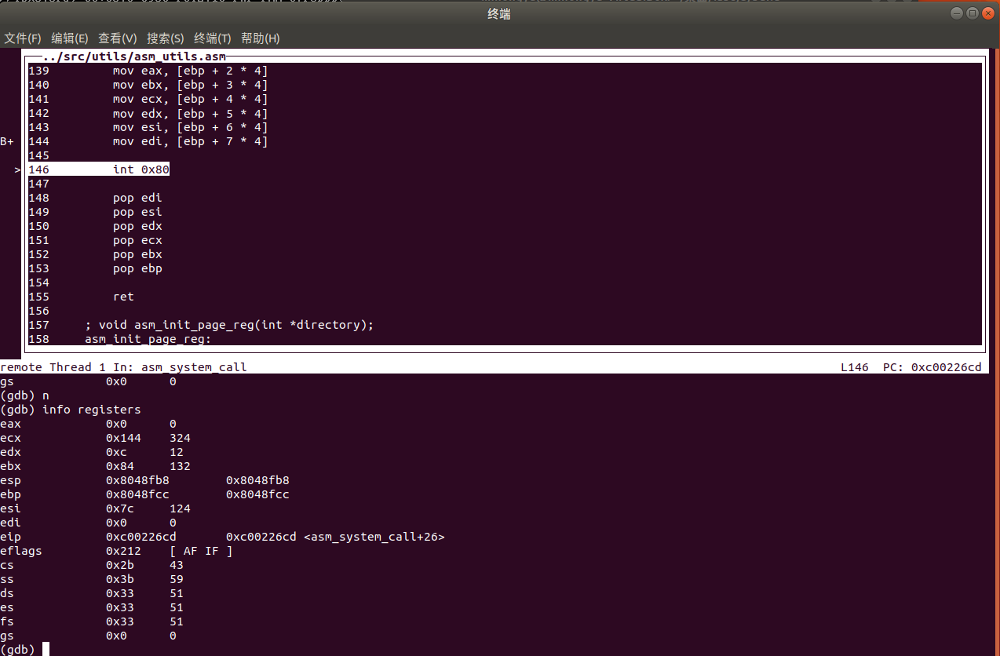 终端
文件(F) 编辑(E) 查看(V) 搜索(S) 终端(T) 帮助(H)
../src/utils/asm_utils.asm
139 mov eax, [ebp + 2 * 4]
140 mov ebx, [ebp + 3 * 4]
141 mov ecx, [ebp + 4 * 4]
142 mov edx, [ebp + 5 * 4]
143 mov esi, [ebp + 6 * 4]
B+ 144 mov edi, [ebp + 7 * 4]
145
> 146 int 0x80
147
148 pop edi
149 pop esi
150 pop edx
151 pop ecx
152 pop ebx
153 pop ebp
154
155 ret
156
157 ; void asm_init_page_reg(int *directory);
158 asm_init_page_reg:
remote Thread 1 In: asm_system_call L146 PC: 0xc00226cd
gs 0x0 0
(gdb) n
(gdb) info registers
eax 0x0 0
ecx 0x144 324
edx 0xc 12
ebx 0x84 132
esp 0x8048fb8 0x8048fb8
ebp 0x8048fcc 0x8048fcc
esi 0x7c 124
edi 0x0 0
eip 0xc00226cd 0xc00226cd <asm_system_call+26>
eflags 0x212 [ AF IF ]
cs 0x2b 43
ss 0x3b 59
ds 0x33 51
es 0x33 51
fs 0x33 51
gs 0x0 0
(gdb)